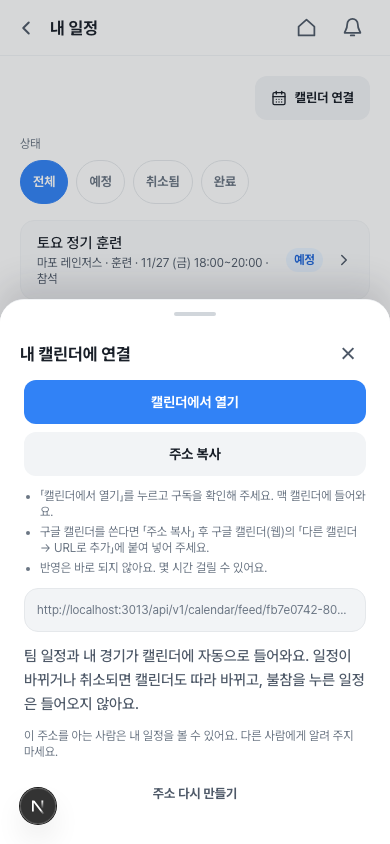 내 일정
캘린더 연결
상태
전체
예정
취소됨
완료
토요 정기 훈련
마포 레인저스 · 훈련 · 11/27 (금) 18:00~20:00 ·
참석
예정
내 캘린더에 연결
캘린더에서 열기
주소 복사
• 「캘린더에서 열기」를 누르고 구독을 확인해 주세요. 맥 캘린더에 들어와
요.
• 구글 캘린더를 쓴다면 「주소 복사」 후 구글 캘린더(웹)의 「다른 캘린더
→ URL로 추가」에 붙여 넣어 주세요.
• 반영은 바로 되지 않아요. 몇 시간 걸릴 수 있어요.
http://localhost:3013/api/v1/calendar/feed/fb7e0742-80...
팀 일정과 내 경기가 캘린더에 자동으로 들어와요. 일정이
바뀌거나 취소되면 캘린더도 따라 바뀌고, 불참을 누른 일정
은 들어오지 않아요.
이 주소를 아는 사람은 내 일정을 볼 수 있어요. 다른 사람에게 알려 주지
마세요.
주소 다시 만들기
N